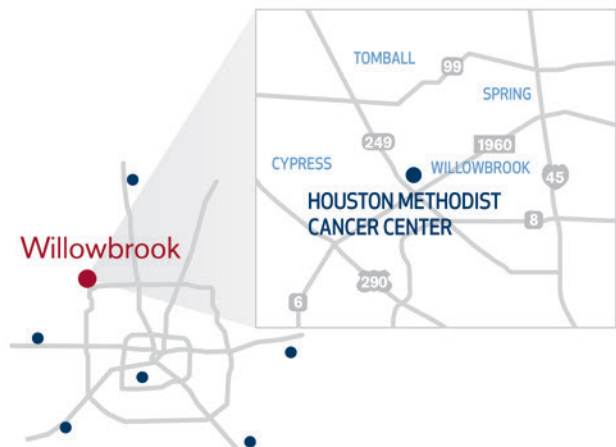 TOMBALL
99
SPRING
249
1960
CYPRESS
WILLOWBROOK
45
HOUSTON METHODIST
CANCER CENTER
8
Willowbrook
290
6